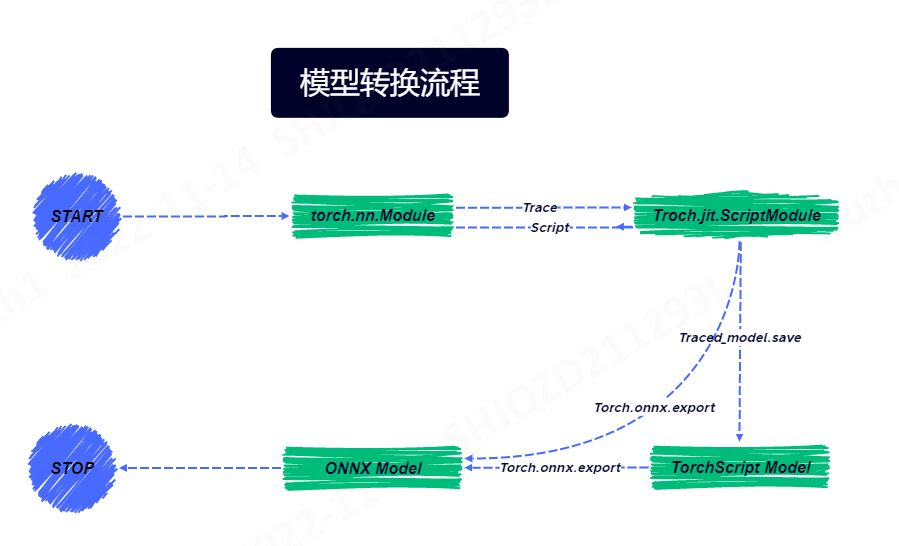 模型转换流程
START
torch.nn.Module
Trace
Script
Troch.jit.ScriptModule
Traced_model.save
Torch.onnx.export
STOP
ONNX Model
Torch.onnx.export
TorchScript Model